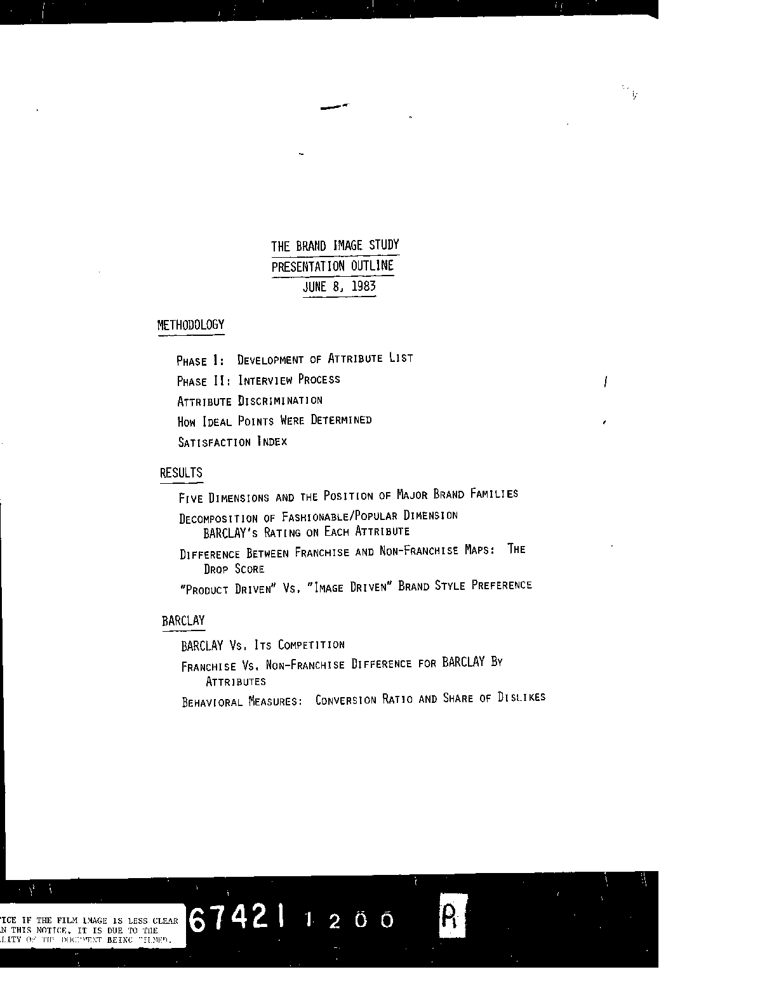 THE BRAND IMAGE STUDY
PRESENTATION OUTLINE
JUNE 8, 1983
METHODOLOGY
PHASE I: DEVELOPMENT OF ATTRIBUTE LIST
PHASE II: INTERVIEW PROCESS
ATTRIBUTE DISCRIMINATION
HOW IDEAL POINTS WERE DETERMINED
SATISFACTION INDEX
RESULTS
FIVE DIMENSIONS AND THE POSITION OF MAJOR BRAND FAMILIES
DECOMPOSITION OF FASHIONABLE/POPULAR DIMENSION
BARCLAY'S RATING ON EACH ATTRIBUTE
DIFFERENCE BETWEEN FRANCHISE AND NON-FRANCHISE MAPS: THE
DROP SCORE
"PRODUCT DRIVEN" VS. "IMAGE DRIVEN" BRAND STYLE PREFERENCE
BARCLAY
BARCLAY VS. ITS COMPETITION
FRANCHISE VS. NON-FRANCHISE DIFFERENCE FOR BARCLAY BY
ATTRIBUTES
BEHAVIORAL MEASURES: CONVERSION RATIO AND SHARE OF DISLIKES
TICE IF THE FILM IMAGE IS LESS CLEAR
N THIS NOTICE, IT IS DUE TO THE
LITY OF THE DOCUMENT BEING FILMED.
67421 1200 R